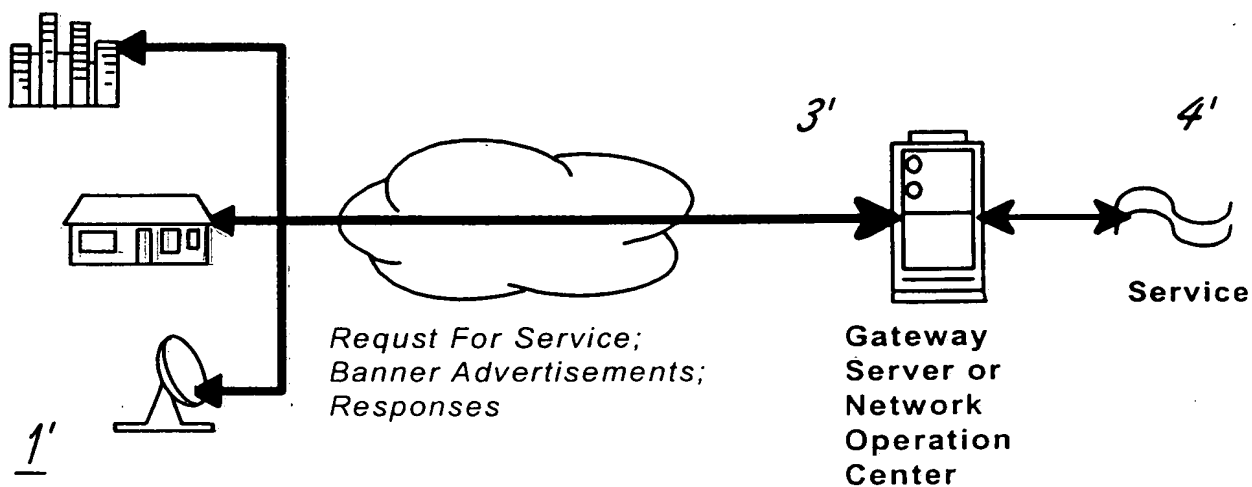 3'
4'
Service
Requst For Service;
Banner Advertisements;
Responses
Gateway
Server or
Network
Operation
Center
1'